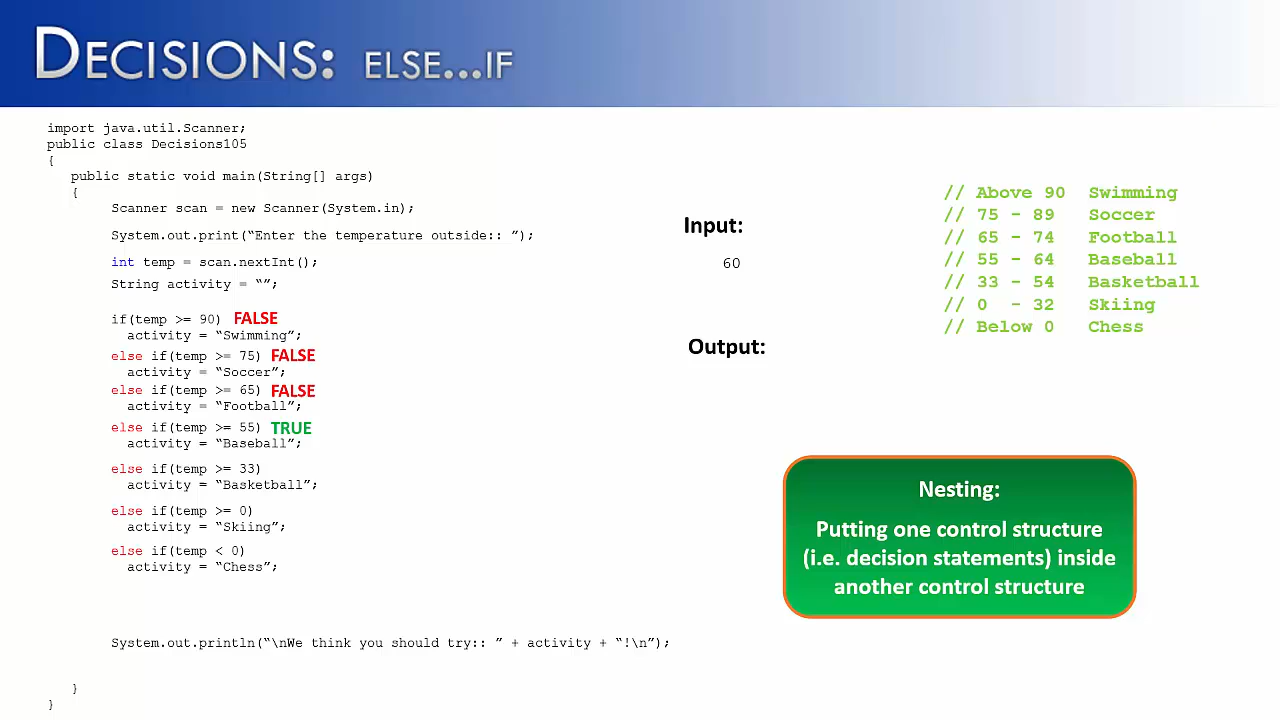 DECISIONS: ELSE...IF
import java.util.Scanner;
public class Decisions105
{
public static void main(String[] args)
{
Scanner scan = new Scanner(System.in);
System.out.print(“Enter the temperature outside:: ”);
int temp = scan.nextInt();
String activity = “”;
if(temp >= 90) FALSE
activity = “Swimming”;
else if(temp >= 75) FALSE
activity = “Soccer”;
else if(temp >= 65) FALSE
activity = “Football”;
else if(temp >= 55) TRUE
activity = “Baseball”;
else if(temp >= 33)
activity = “Basketball”;
else if(temp >= 0)
activity = “Skiing”;
else if(temp < 0)
activity = “Chess”;
System.out.println(“\nWe think you should try:: ” + activity + “!\n”);
}
}
Input:
60
Output:
// Above 90 Swimming
// 75 - 89 Soccer
// 65 - 74 Football
// 55 - 64 Baseball
// 33 - 54 Basketball
// 0 - 32 Skiing
// Below 0 Chess
Nesting:
Putting one control structure
(i.e. decision statements) inside
another control structure